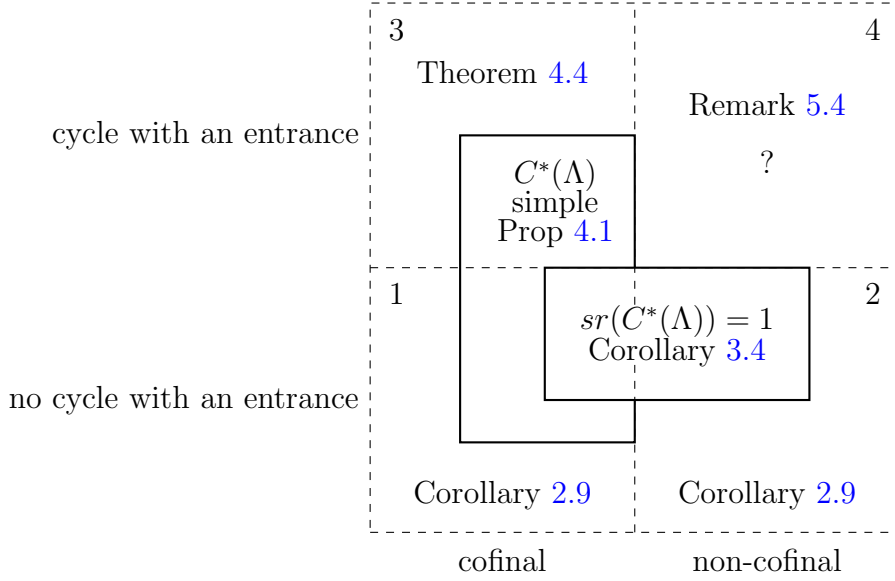 3
4
Theorem 4.4
Remark 5.4
cycle with an entrance
?
C*(Λ)
simple
Prop 4.1
1
2
sr(C*(Λ)) = 1
Corollary 3.4
no cycle with an entrance
Corollary 2.9
Corollary 2.9
cofinal
non-cofinal